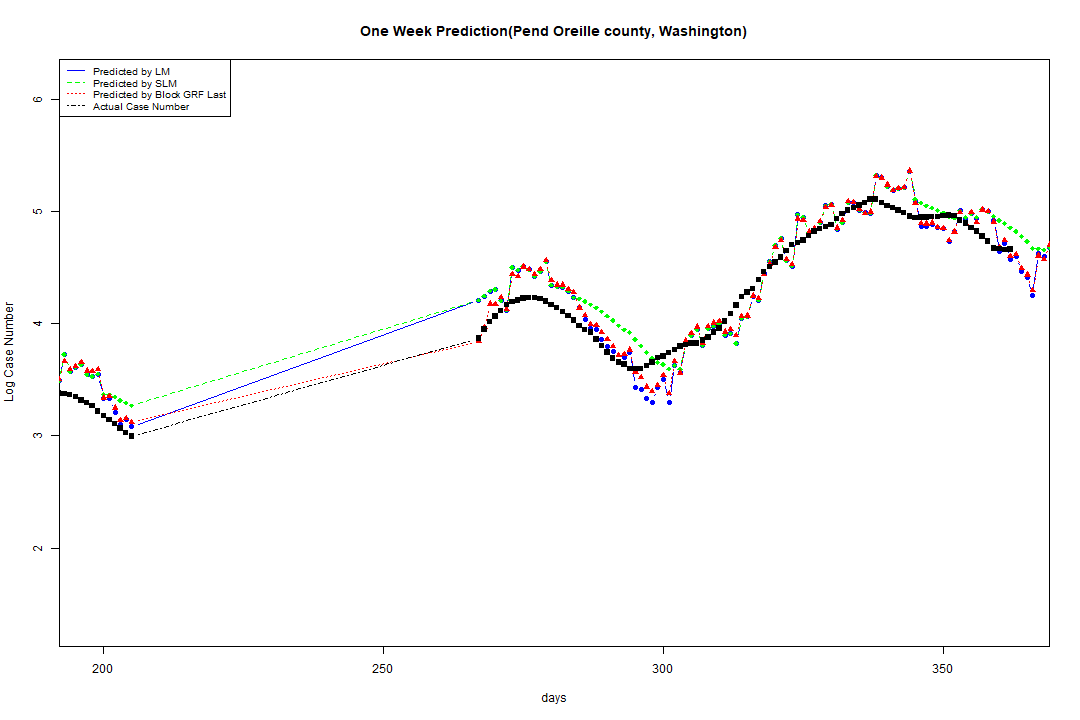 One Week Prediction(Pend Oreille county, Washington)
Predicted by LM
Predicted by SLM
Predicted by Block GRF Last
Actual Case Number
6
5
4
3
2
Log Case Number
200
250
300
350
days